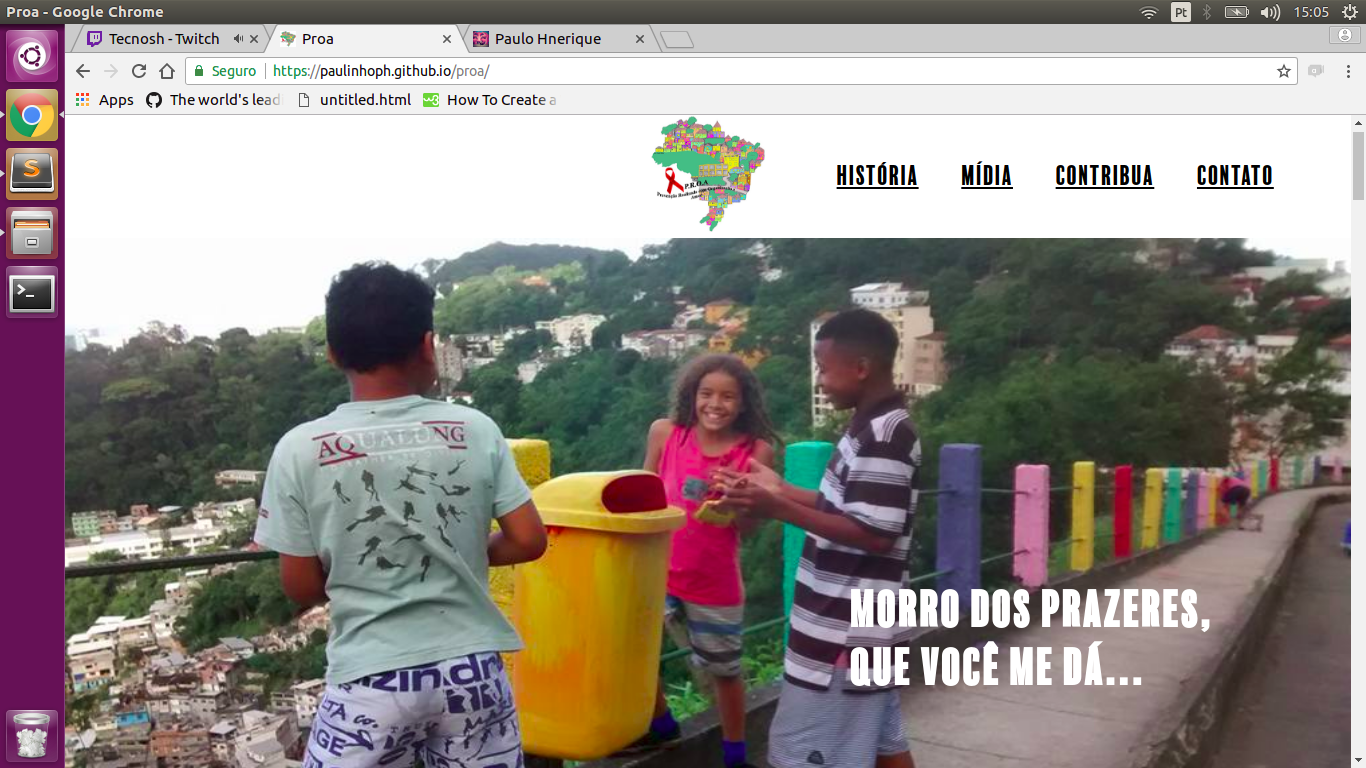 Proa - Google Chrome
Pt
15:05
Tecnosh - Twitch
Proa
Paulo Hnerique
Seguro
https://paulinhoph.github.io/proa/
Apps
The world's lead
untitled.html
How To Create a
P.R.O.A
HISTÓRIA
MÍDIA
CONTRIBUA
CONTATO
AQUALUNG
MORRO DOS PRAZERES,
QUE VOCÊ ME DÁ...